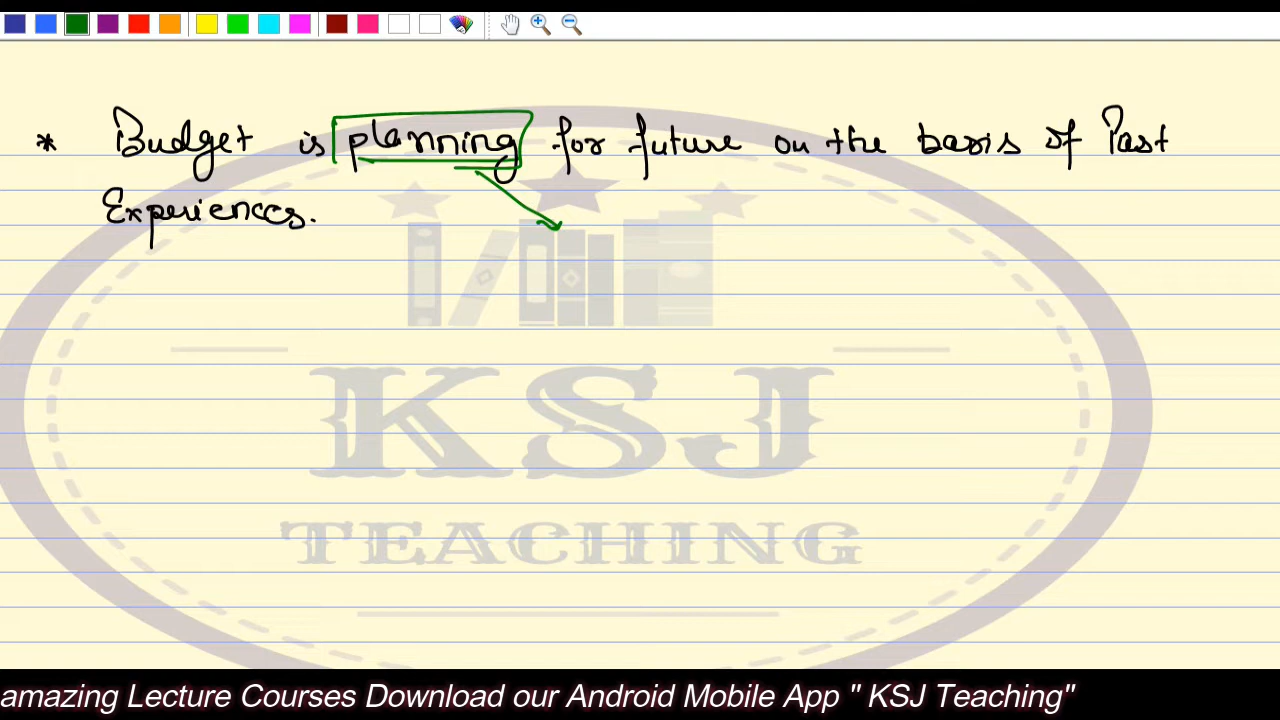 * Budget is planning for future on the basis of Past
Experiences.
KSJ
TEACHING
amazing Lecture Courses Download our Android Mobile App " KSJ Teaching"